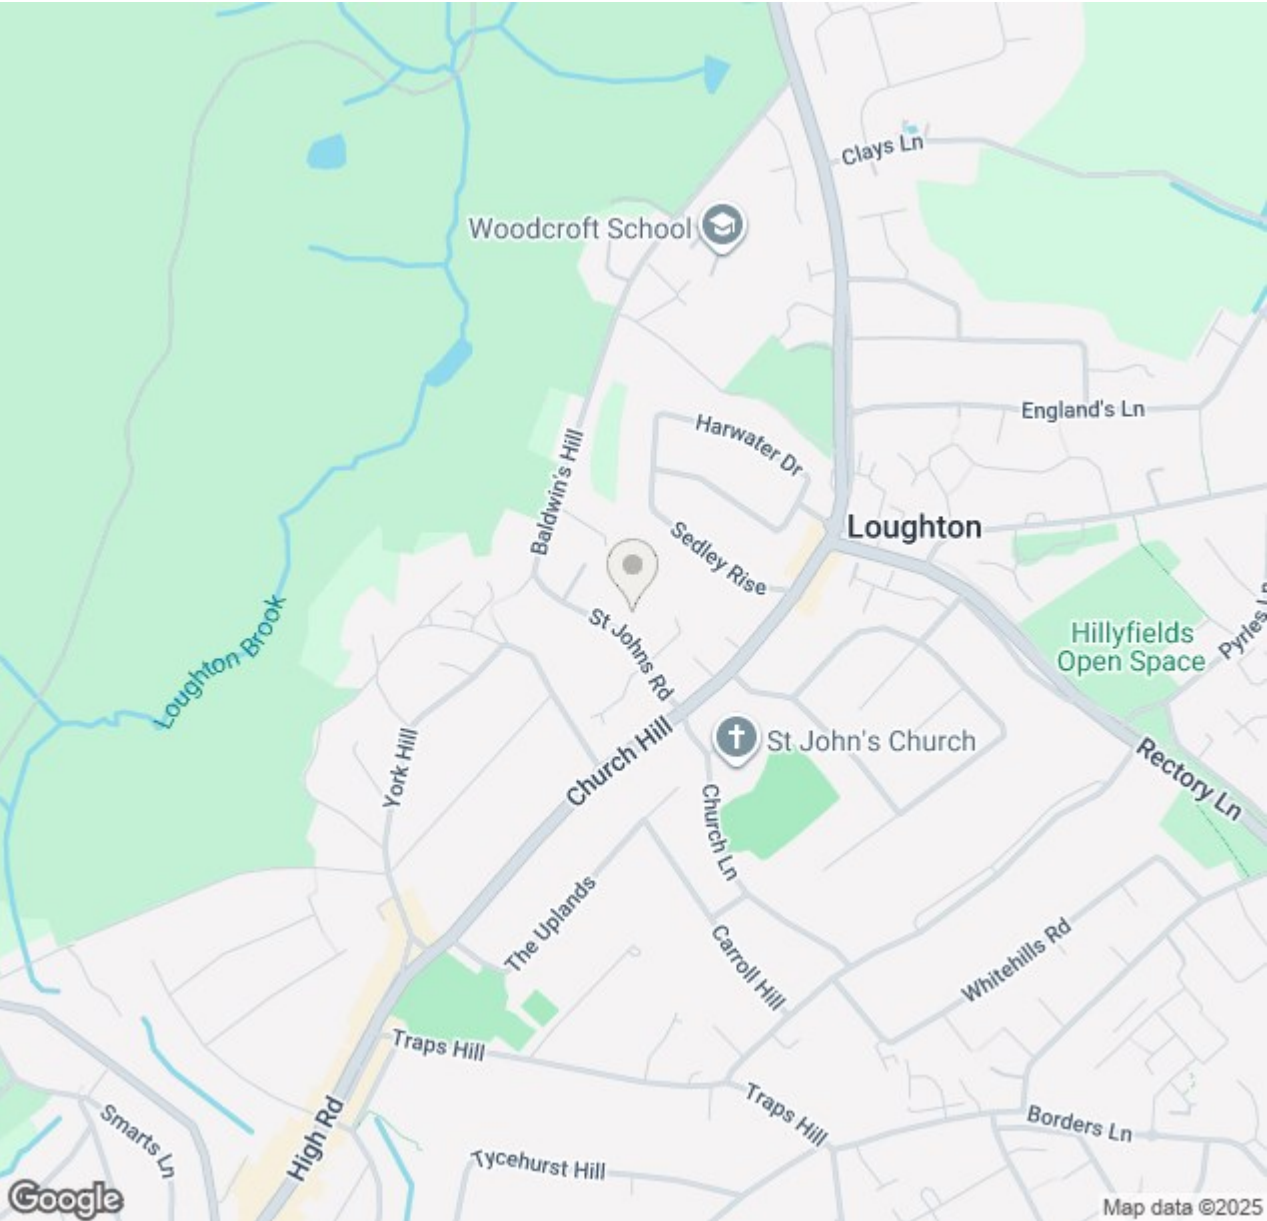 Clays Ln
Woodcroft School
England's Ln
Harwater Dr
Baldwin's Hill
Loughton
Sedley Rise
St Johns Rd
Hillyfields
Open Space
Pyrles Ln
Loughton Brook
York Hill
Church Hill
St John's Church
Rectory Ln
Church Ln
The Uplands
Carroll Hill
Whitehills Rd
Traps Hill
Traps Hill
Smarts Ln
High Rd
Borders Ln
Tycehurst Hill
Google
Map data ©2025